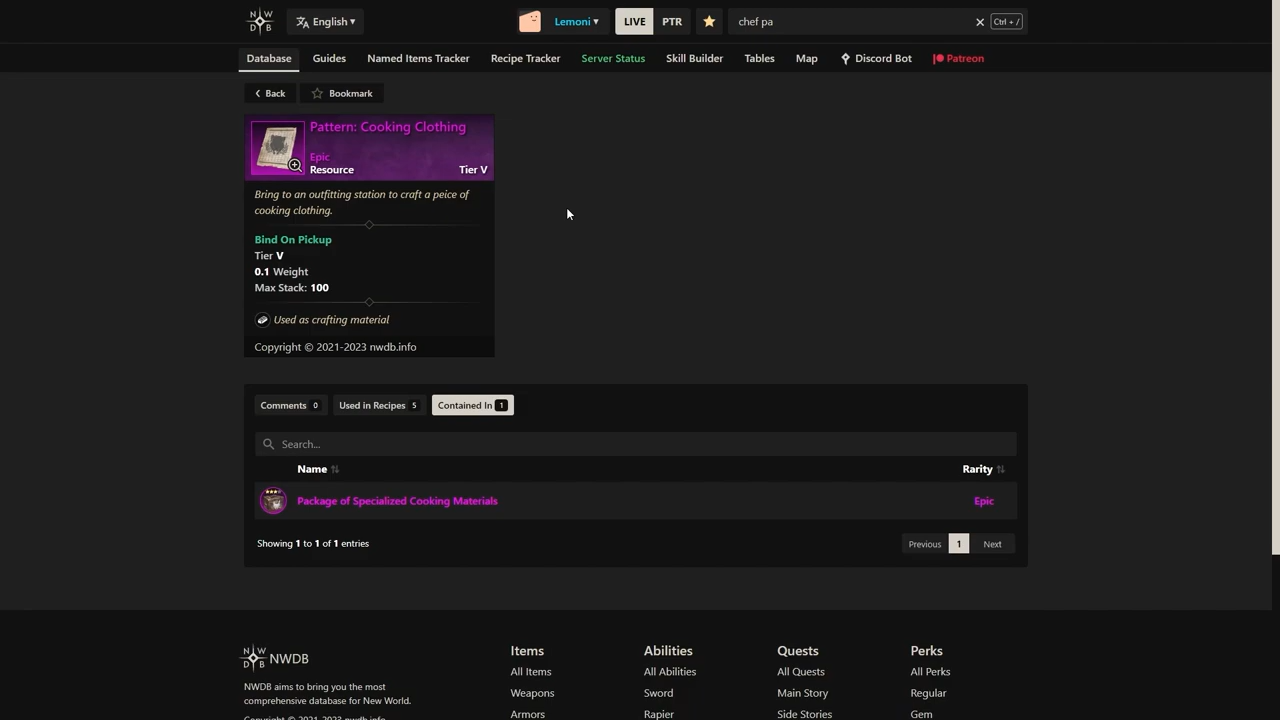 N W
D B
English ▾
Lemoni ▾
LIVE
PTR
chef pa
Ctrl + /
Database
Guides
Named Items Tracker
Recipe Tracker
Server Status
Skill Builder
Tables
Map
Discord Bot
Patreon
Back
Bookmark
Pattern: Cooking Clothing
Epic
Resource
Tier V
Bring to an outfitting station to craft a peice of
cooking clothing.
Bind On Pickup
Tier V
0.1 Weight
Max Stack: 100
Used as crafting material
Copyright © 2021-2023 nwdb.info
Comments 0
Used in Recipes 5
Contained In 1
Search...
Name
Rarity
Package of Specialized Cooking Materials
Epic
Showing 1 to 1 of 1 entries
Previous
1
Next
N W
D B
NWDB
NWDB aims to bring you the most
comprehensive database for New World.
Copyright © 2021-2023 nwdb.info
Items
All Items
Weapons
Armors
Abilities
All Abilities
Sword
Rapier
Quests
All Quests
Main Story
Side Stories
Perks
All Perks
Regular
Gem